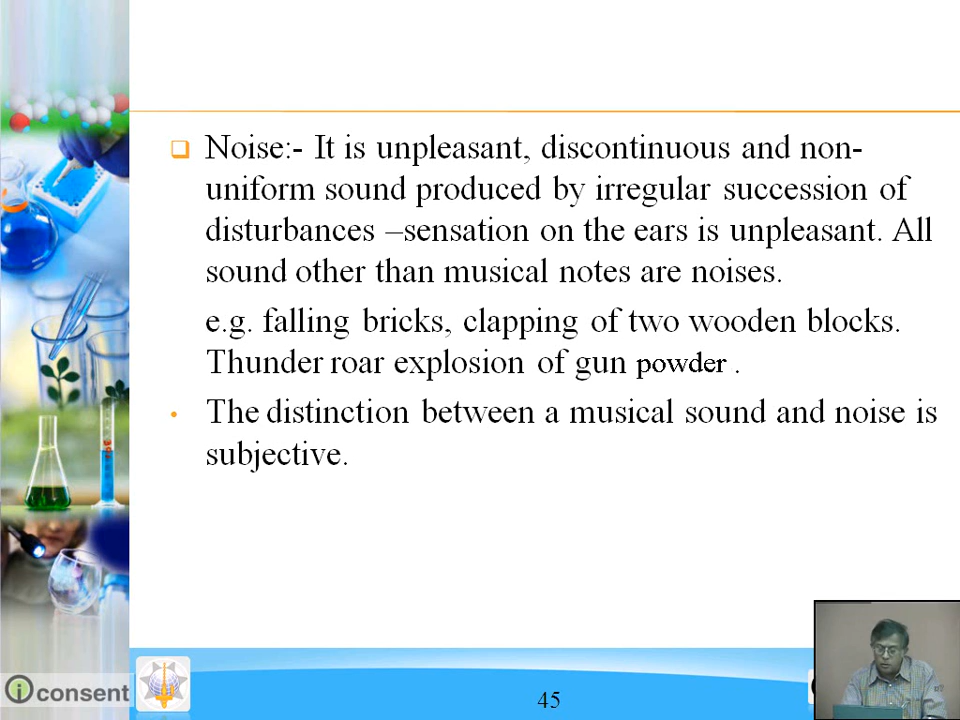 ❑ Noise:- It is unpleasant, discontinuous and non-
uniform sound produced by irregular succession of
disturbances –sensation on the ears is unpleasant. All
sound other than musical notes are noises.
e.g. falling bricks, clapping of two wooden blocks.
Thunder roar explosion of gun powder .
• The distinction between a musical sound and noise is
subjective.
i consent
45